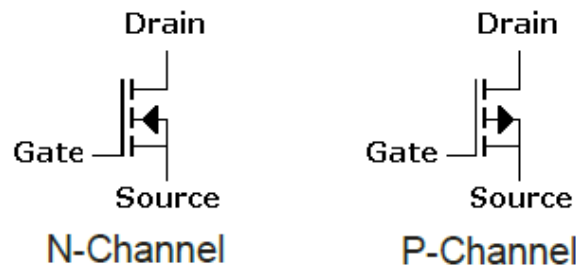 Drain Drain
Gate Gate
Source Source
N-Channel P-Channel